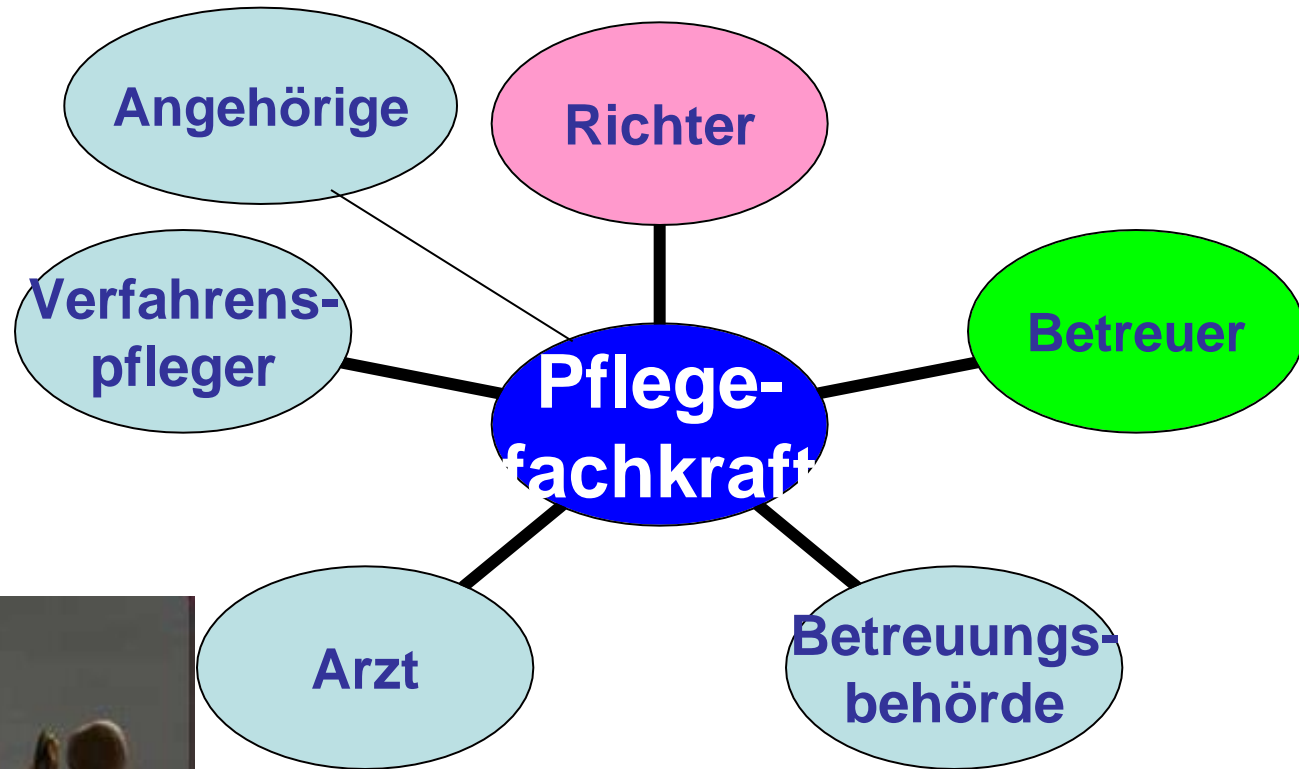 Angehörige
Richter
Verfahrens-
pfleger
Betreuer
Pflege-
fachkraft
Arzt
Betreuungs-
behörde